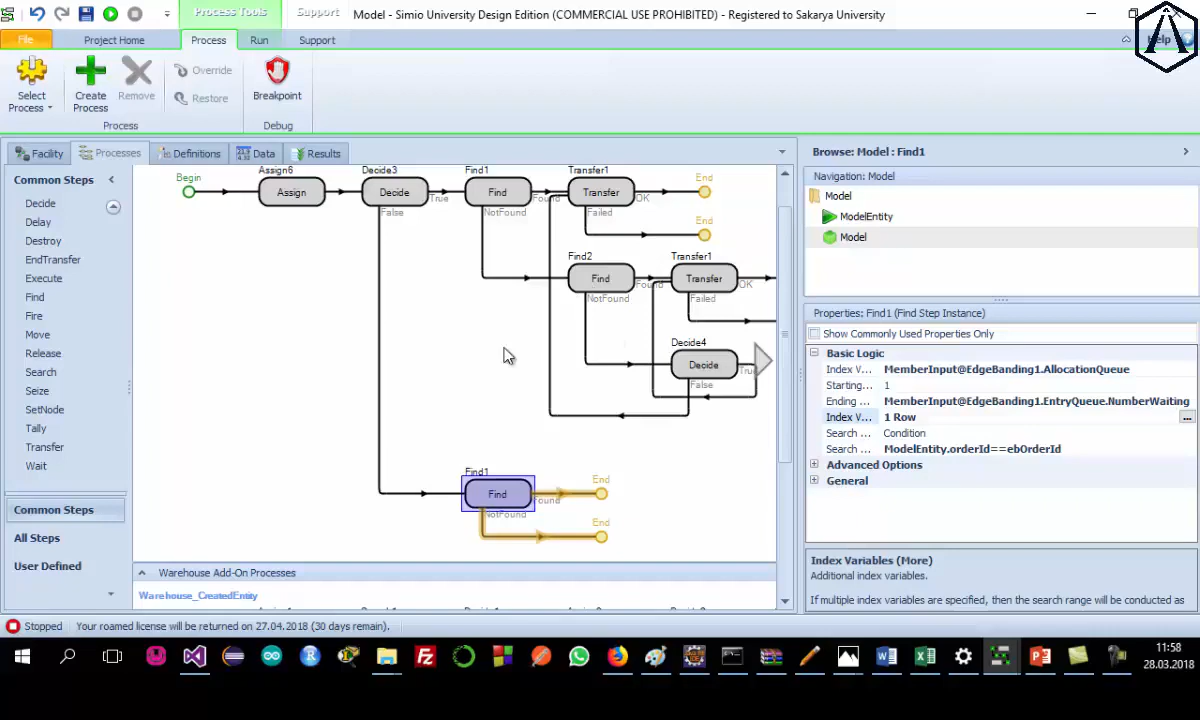 Process Tools
Support
Model - Simio University Design Edition (COMMERCIAL USE PROHIBITED) - Registered to Sakarya University
File
Project Home
Process
Run
Support
Help
Select Process
Create Process
Remove
Override
Restore
Breakpoint
Process
Debug
Facility
Processes
Definitions
Data
Results
Common Steps
Decide
Delay
Destroy
EndTransfer
Execute
Find
Fire
Move
Release
Search
Seize
SetNode
Tally
Transfer
Wait
Common Steps
All Steps
User Defined
Begin
Assign6
Assign
Decide3
Decide
True
False
Find1
Find
Found
NotFound
Transfer1
Transfer
OK
Failed
End
End
Find2
Find
Found
NotFound
Transfer1
Transfer
OK
Failed
Decide4
Decide
True
False
Find1
Find
Found
NotFound
End
End
Warehouse Add-On Processes
Warehouse_CreatedEntity
Browse: Model : Find1
Navigation: Model
Model
ModelEntity
Model
Properties: Find1 (Find Step Instance)
Show Commonly Used Properties Only
Basic Logic
Index V... MemberInput@EdgeBanding1.AllocationQueue
Starting... 1
Ending ... MemberInput@EdgeBanding1.EntryQueue.NumberWaiting
Index V... 1 Row ...
Search ... Condition
Search ... ModelEntity.orderId==ebOrderId
Advanced Options
General
Index Variables (More)
Additional index variables.
If multiple index variables are specified, then the search range will be conducted as
Stopped
Your roamed license will be returned on 27.04.2018 (30 days remain).
11:58
28.03.2018